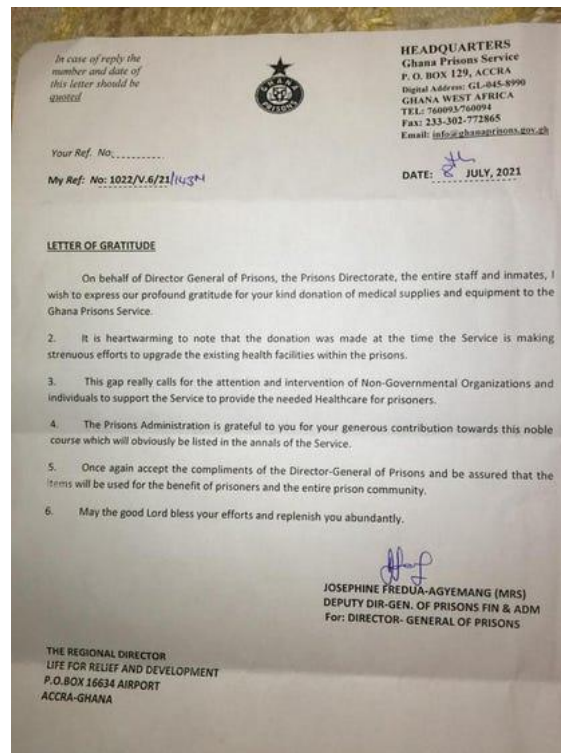 In case of reply the
number and date of
this letter should be
quoted
GHANA
PRISONS
HEADQUARTERS
Ghana Prisons Service
P. O. BOX 129, ACCRA
Digital Address: GL-045-8990
GHANA WEST AFRICA
TEL: 760093/760094
Fax: 233-302-772865
Email: info@ghanaprisons.gov.gh
Your Ref. No:
My Ref: No: 1022/V.6/21/143M
DATE: 8th JULY, 2021
LETTER OF GRATITUDE
On behalf of Director General of Prisons, the Prisons Directorate, the entire staff and inmates, I
wish to express our profound gratitude for your kind donation of medical supplies and equipment to the
Ghana Prisons Service.
2. It is heartwarming to note that the donation was made at the time the Service is making
strenuous efforts to upgrade the existing health facilities within the prisons.
3. This gap really calls for the attention and intervention of Non-Governmental Organizations and
individuals to support the Service to provide the needed Healthcare for prisoners.
4. The Prisons Administration is grateful to you for your generous contribution towards this noble
course which will obviously be listed in the annals of the Service.
5. Once again accept the compliments of the Director-General of Prisons and be assured that the
items will be used for the benefit of prisoners and the entire prison community.
6. May the good Lord bless your efforts and replenish you abundantly.
JOSEPHINE FREDUA-AGYEMANG (MRS)
DEPUTY DIR-GEN. OF PRISONS FIN & ADM
For: DIRECTOR- GENERAL OF PRISONS
THE REGIONAL DIRECTOR
LIFE FOR RELIEF AND DEVELOPMENT
P.O.BOX 16634 AIRPORT
ACCRA-GHANA